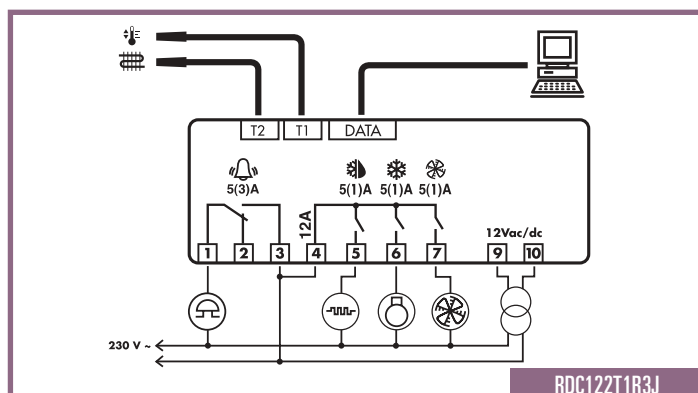 T2 T1 DATA
5(3)A 5(1)A 5(1)A 5(1)A
12A
12Vac/dc
1 2 3 4 5 6 7 9 10
230 V ~
RDC122T1R3J